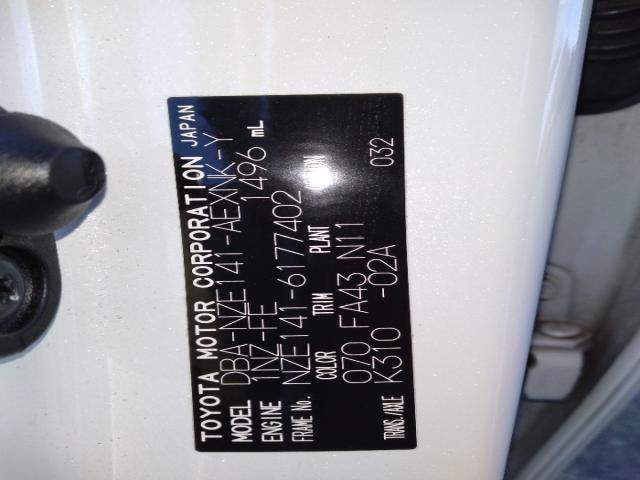 TOYOTA MOTOR CORPORATION JAPAN
MODEL DBA-NZE141-AEXNK-Y
ENGINE 1NZ-FE 1496 mL
FRAME No. NZE141-6177402
COLOR TRIM PLANT
070 FA43 N11
TRANS./AXLE K310 -02A 032